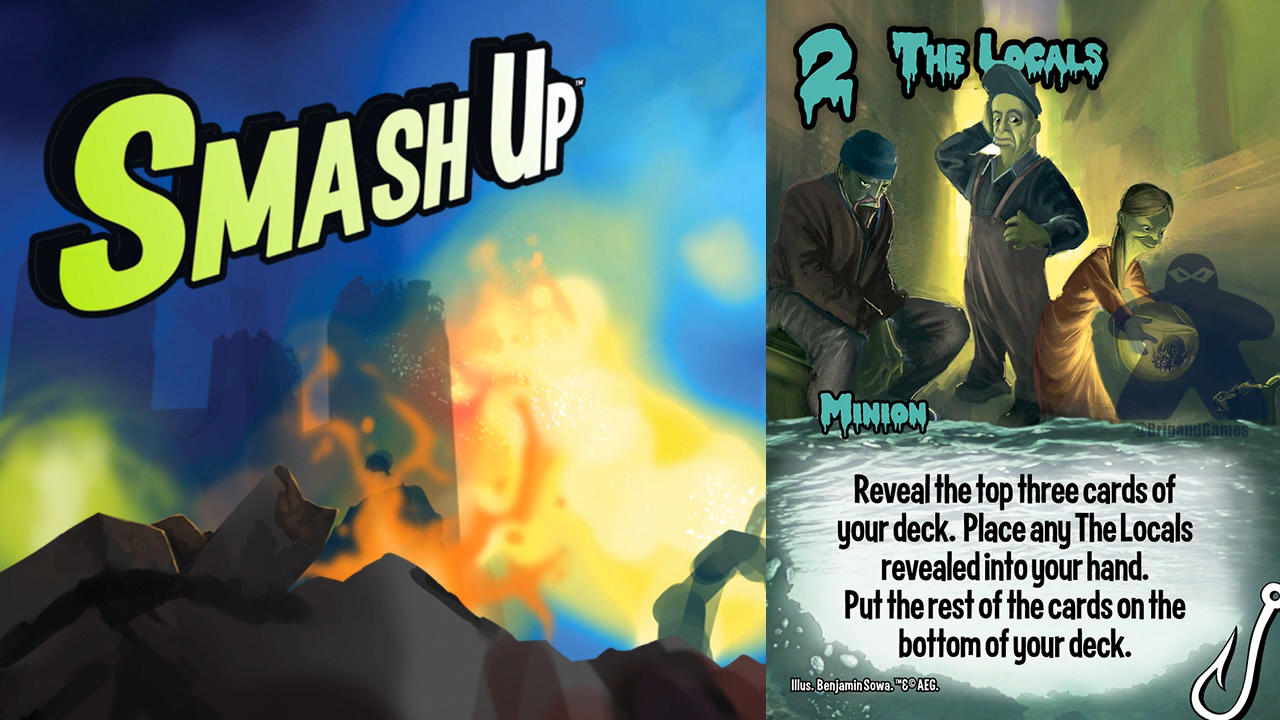 SMASH UP™
2 THE LOCALS
MINION
@BrigandGames
Reveal the top three cards of
your deck. Place any The Locals
revealed into your hand.
Put the rest of the cards on the
bottom of your deck.
Illus. Benjamin Sowa. ™&© AEG.